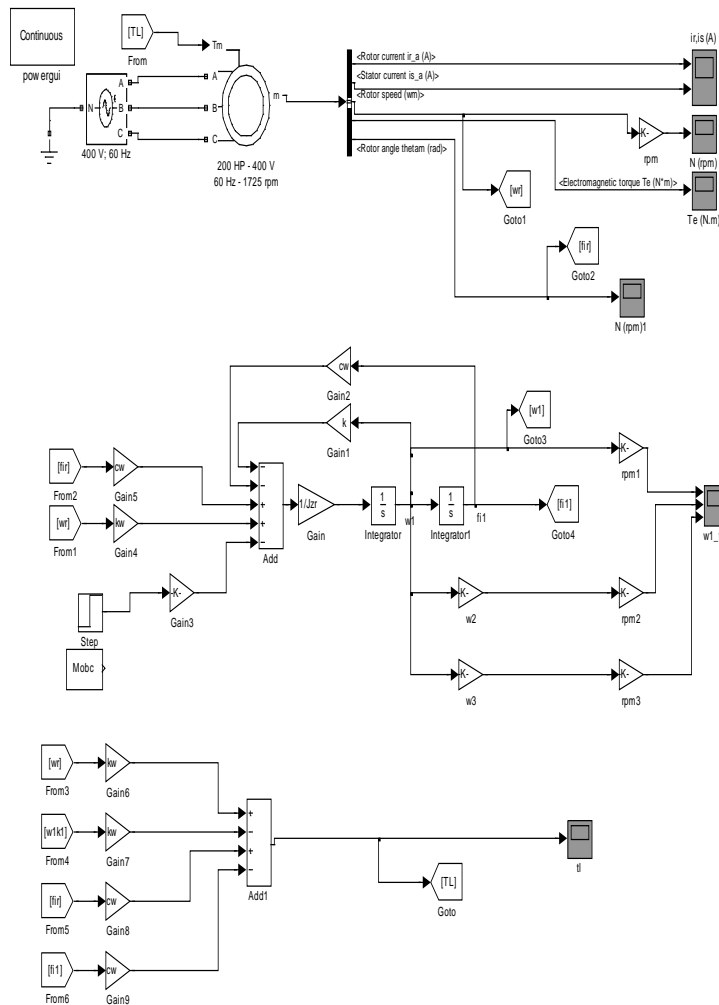 Continuous
powergui
[TL]
From
Tm
A
B
C
N
A
B
C
m
400 V; 60 Hz
200 HP - 400 V
60 Hz - 1725 rpm
<Rotor current ir_a (A)>
<Stator current is_a (A)>
<Rotor speed (wm)>
<Rotor angle thetam (rad)>
<Electromagnetic torque Te (N*m)>
ir,is (A)
K-
rpm
N (rpm)
Te (N.m)
[wr]
Goto1
[fir]
Goto2
N (rpm)1
cw
Gain2
k
Gain1
[w1]
Goto3
K-
rpm1
[fir]
From2
cw
Gain5
[wr]
From1
kw
Gain4
Add
1/Jzr
Gain
1
s
Integrator
w1
1
s
Integrator1
fi1
[fi1]
Goto4
Step
-K-
Gain3
Mobc
K-
w2
K-
rpm2
K-
w3
K-
rpm3
[wr]
From3
kw
Gain6
[w1k1]
From4
kw
Gain7
[fir]
From5
cw
Gain8
[fi1]
From6
cw
Gain9
Add1
[TL]
Goto
tl